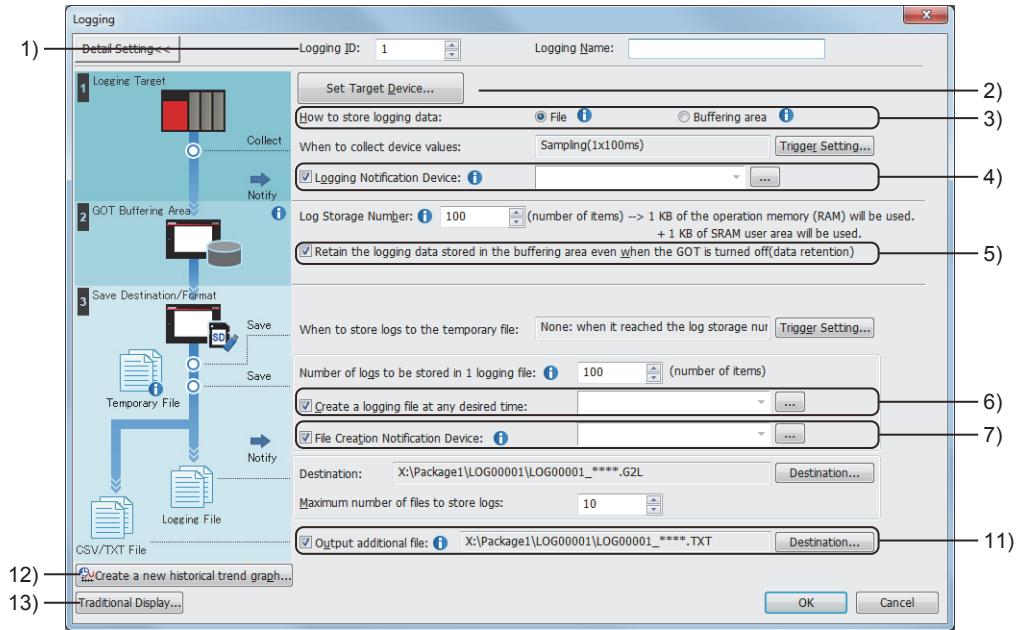 Logging
1)
Detail Setting<<
Logging ID: 1
Logging Name:
1 Logging Target
Set Target Device...
2)
How to store logging data:
File
Buffering area
3)
Collect
When to collect device values:
Sampling(1x100ms)
Trigger Setting...
Logging Notification Device:
...
4)
Notify
2 GOT Buffering Area
Log Storage Number: 100 (number of items) --> 1 KB of the operation memory (RAM) will be used.
+ 1 KB of SRAM user area will be used.
Retain the logging data stored in the buffering area even when the GOT is turned off(data retention)
5)
3 Save Destination/Format
SD
Save
When to store logs to the temporary file:
None: when it reached the log storage nur
Trigger Setting...
Save
Number of logs to be stored in 1 logging file: 100 (number of items)
Temporary File
Create a logging file at any desired time:
...
6)
File Creation Notification Device:
...
7)
Notify
Destination: X:\Package1\LOG00001\LOG00001_****.G2L
Destination...
Maximum number of files to store logs: 10
Logging File
CSV/TXT File
Output additional file: X:\Package1\LOG00001\LOG00001_****.TXT
Destination...
11)
12)
Create a new historical trend graph...
13)
Traditional Display...
OK
Cancel